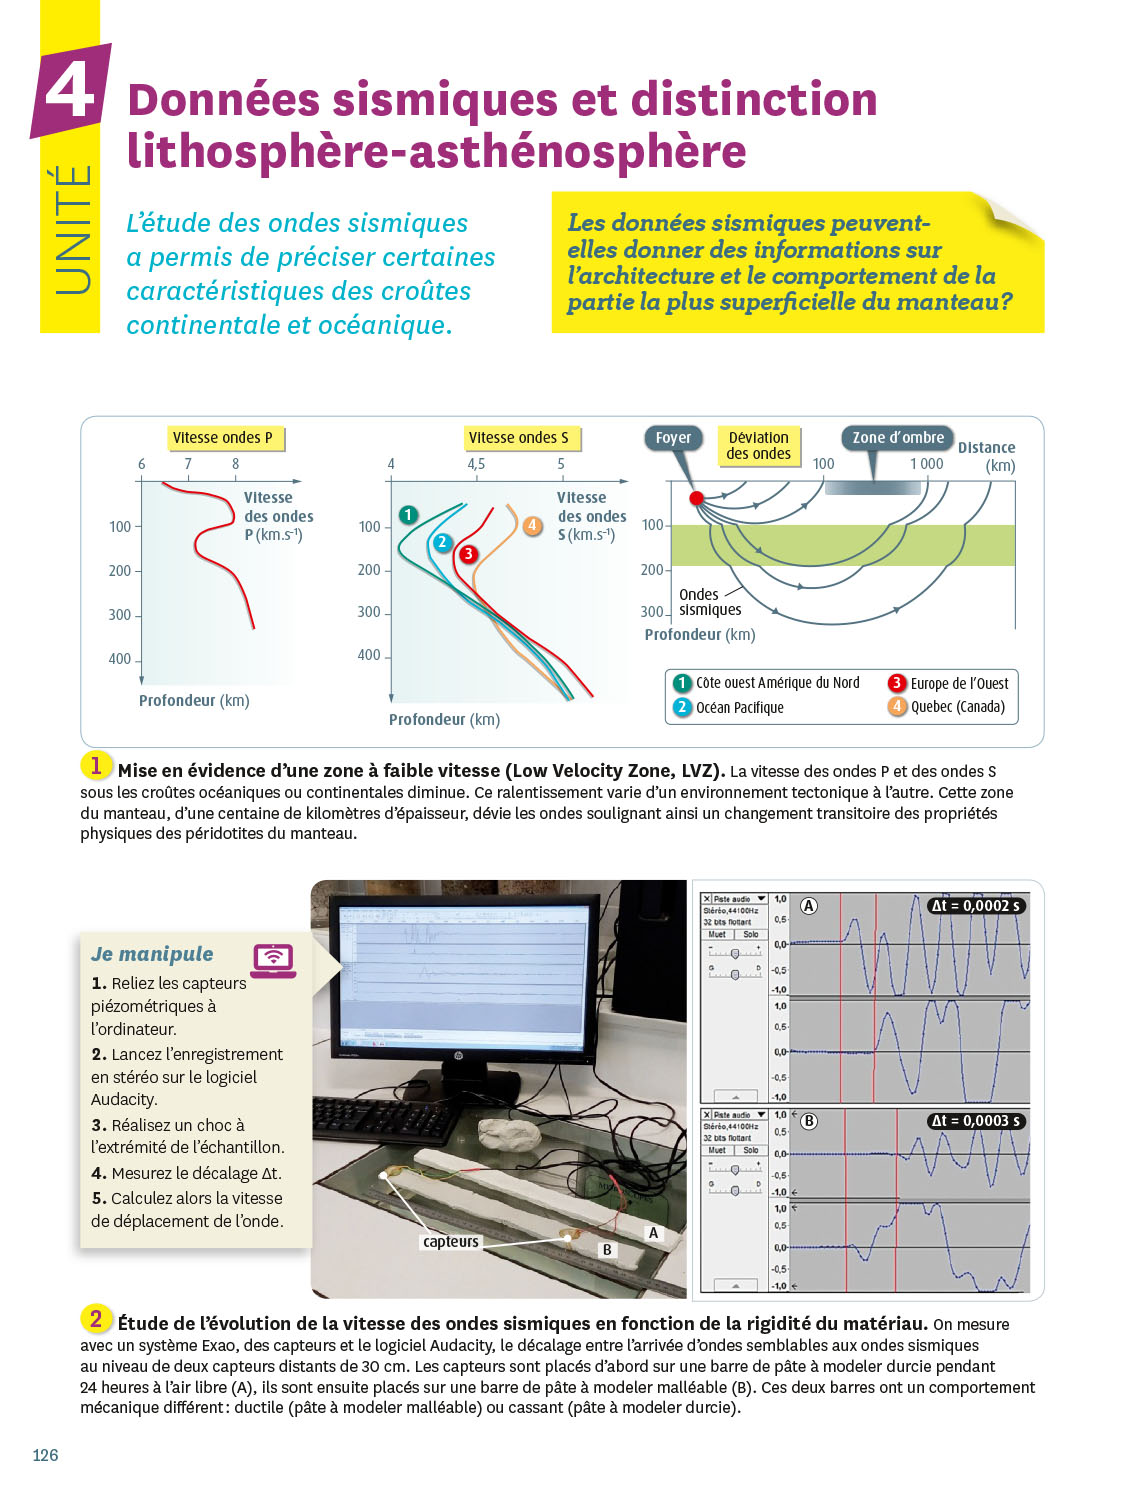 4
UNITÉ
Données sismiques et distinction
lithosphère-asthénosphère
L'étude des ondes sismiques
a permis de préciser certaines
caractéristiques des croûtes
continentale et océanique.
Les données sismiques peuvent-
elles donner des informations sur
l'architecture et le comportement de la
partie la plus superficielle du manteau?
Vitesse ondes P
6 7 8
Vitesse
des ondes
P (km.s⁻¹)
100
200
300
400
Profondeur (km)
Vitesse ondes S
4 4,5 5
Vitesse
des ondes
S (km.s⁻¹)
1
2
3
4
100
200
300
400
Profondeur (km)
Foyer
Déviation
des ondes
Zone d'ombre
Distance
(km)
100 1 000
100
200
300
Ondes
sismiques
Profondeur (km)
1 Côte ouest Amérique du Nord
2 Océan Pacifique
3 Europe de l'Ouest
4 Quebec (Canada)
1 Mise en évidence d'une zone à faible vitesse (Low Velocity Zone, LVZ). La vitesse des ondes P et des ondes S
sous les croûtes océaniques ou continentales diminue. Ce ralentissement varie d'un environnement tectonique à l'autre. Cette zone
du manteau, d'une centaine de kilomètres d'épaisseur, dévie les ondes soulignant ainsi un changement transitoire des propriétés
physiques des péridotites du manteau.
Je manipule
1. Reliez les capteurs
piézométriques à
l'ordinateur.
2. Lancez l'enregistrement
en stéréo sur le logiciel
Audacity.
3. Réalisez un choc à
l'extrémité de l'échantillon.
4. Mesurez le décalage Δt.
5. Calculez alors la vitesse
de déplacement de l'onde.
capteurs
A
B
X Piste audio
Stéréo,44100Hz
32 bits flottant
Muet Solo
- +
G D
1,0
0,5
0,0
-0,5
-1,0
1,0
0,5
0,0
-0,5
-1,0
A
Δt = 0,0002 s
X Piste audio
Stéréo,44100Hz
32 bits flottant
Muet Solo
- +
G D
1,0
0,5
0,0
-0,5
-1,0
1,0
0,5
0,0
-0,5
-1,0
B
Δt = 0,0003 s
2 Étude de l'évolution de la vitesse des ondes sismiques en fonction de la rigidité du matériau. On mesure
avec un système Exao, des capteurs et le logiciel Audacity, le décalage entre l'arrivée d'ondes semblables aux ondes sismiques
au niveau de deux capteurs distants de 30 cm. Les capteurs sont placés d'abord sur une barre de pâte à modeler durcie pendant
24 heures à l'air libre (A), ils sont ensuite placés sur une barre de pâte à modeler malléable (B). Ces deux barres ont un comportement
mécanique différent : ductile (pâte à modeler malléable) ou cassant (pâte à modeler durcie).
126